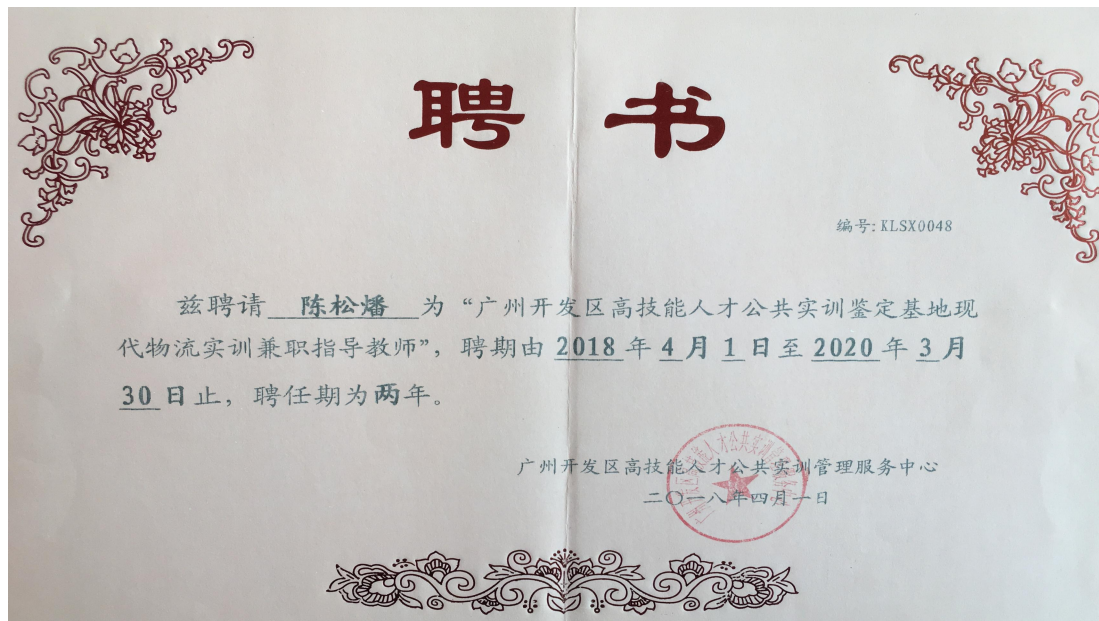 聘书
编号:KLSX0048
兹聘请 陈松燔 为“广州开发区高技能人才公共实训鉴定基地现
代物流实训兼职指导教师”，聘期由 2018 年 4 月 1 日至 2020 年 3 月
30 日止，聘任期为两年。
广州开发区高技能人才公共实训管理服务中心
二〇一八年四月一日